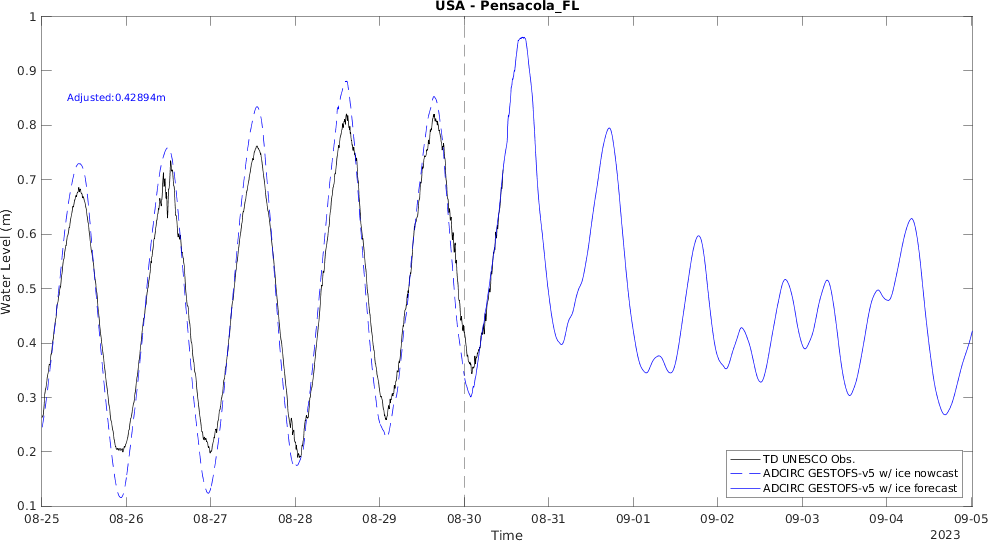 USA - Pensacola_FL
1
0.9
0.8
0.7
0.6
0.5
0.4
0.3
0.2
0.1
Water Level (m)
Adjusted:0.42894m
TD UNESCO Obs.
ADCIRC GESTOFS-v5 w/ ice nowcast
ADCIRC GESTOFS-v5 w/ ice forecast
08-25 08-26 08-27 08-28 08-29 08-30 08-31 09-01 09-02 09-03 09-04 09-05
Time
2023